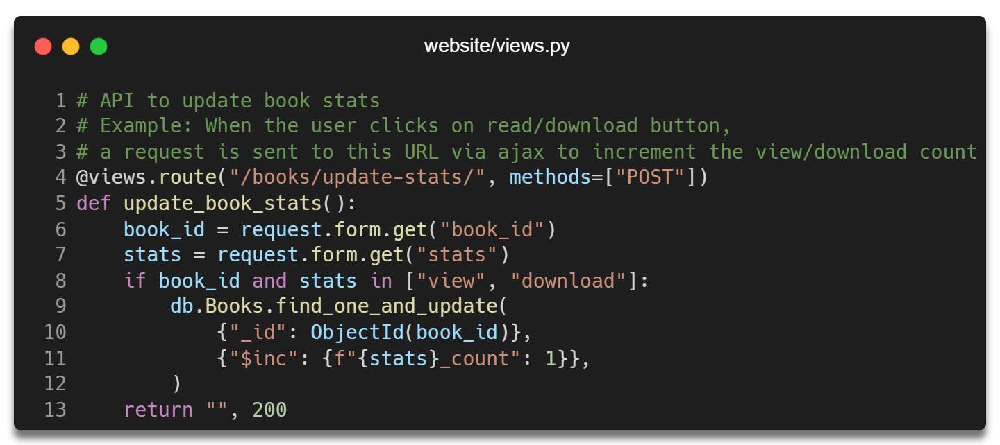 website/views.py
1 # API to update book stats
2 # Example: When the user clicks on read/download button,
3 # a request is sent to this URL via ajax to increment the view/download count
4 @views.route("/books/update-stats/", methods=["POST"])
5 def update_book_stats():
6     book_id = request.form.get("book_id")
7     stats = request.form.get("stats")
8     if book_id and stats in ["view", "download"]:
9         db.Books.find_one_and_update(
10             {"_id": ObjectId(book_id)},
11             {"$inc": {f"{stats}_count": 1}},
12         )
13     return "", 200